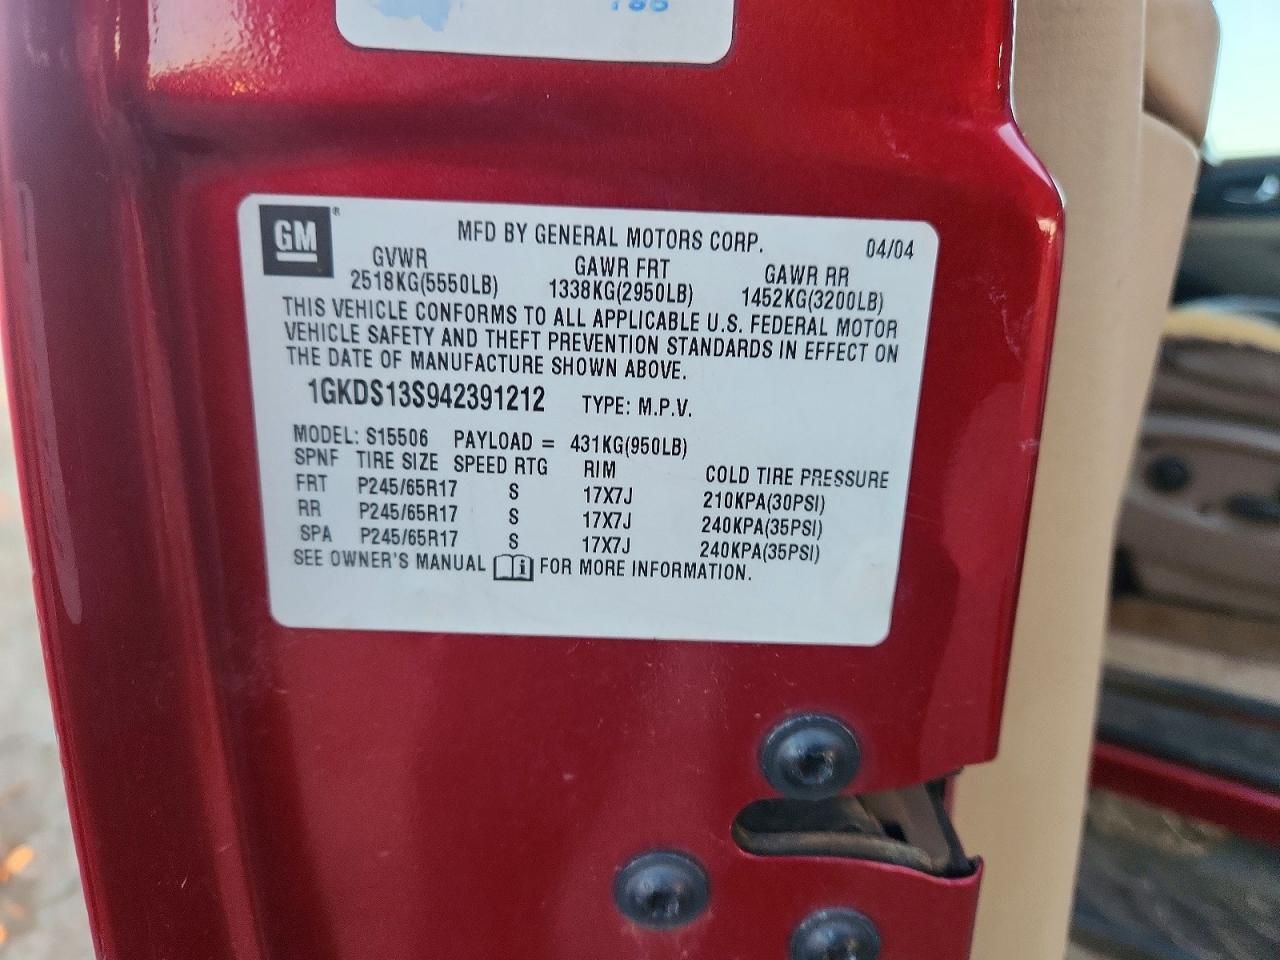 GM®
MFD BY GENERAL MOTORS CORP. 04/04
GVWR GAWR FRT GAWR RR
2518KG(5550LB) 1338KG(2950LB) 1452KG(3200LB)
THIS VEHICLE CONFORMS TO ALL APPLICABLE U.S. FEDERAL MOTOR
VEHICLE SAFETY AND THEFT PREVENTION STANDARDS IN EFFECT ON
THE DATE OF MANUFACTURE SHOWN ABOVE.
1GKDS13S942391212 TYPE: M.P.V.
MODEL: S15506 PAYLOAD = 431KG(950LB)
SPNF TIRE SIZE SPEED RTG RIM COLD TIRE PRESSURE
FRT P245/65R17 S 17X7J 210KPA(30PSI)
RR P245/65R17 S 17X7J 240KPA(35PSI)
SPA P245/65R17 S 17X7J 240KPA(35PSI)
SEE OWNER'S MANUAL i FOR MORE INFORMATION.